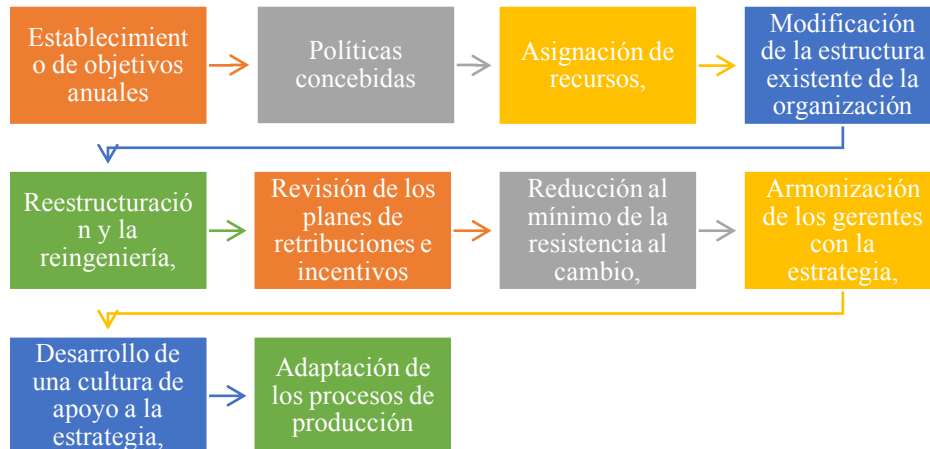 Establecimient
o de objetivos
anuales
Políticas
concebidas
Asignación de
recursos,
Modificación
de la estructura
existente de la
organización
Reestructuració
n y la
reingeniería,
Revisión de los
planes de
retribuciones e
incentivos
Reducción al
mínimo de la
resistencia al
cambio,
Armonización
de los gerentes
con la
estrategia,
Desarrollo de
una cultura de
apoyo a la
estrategia,
Adaptación de
los procesos de
producción